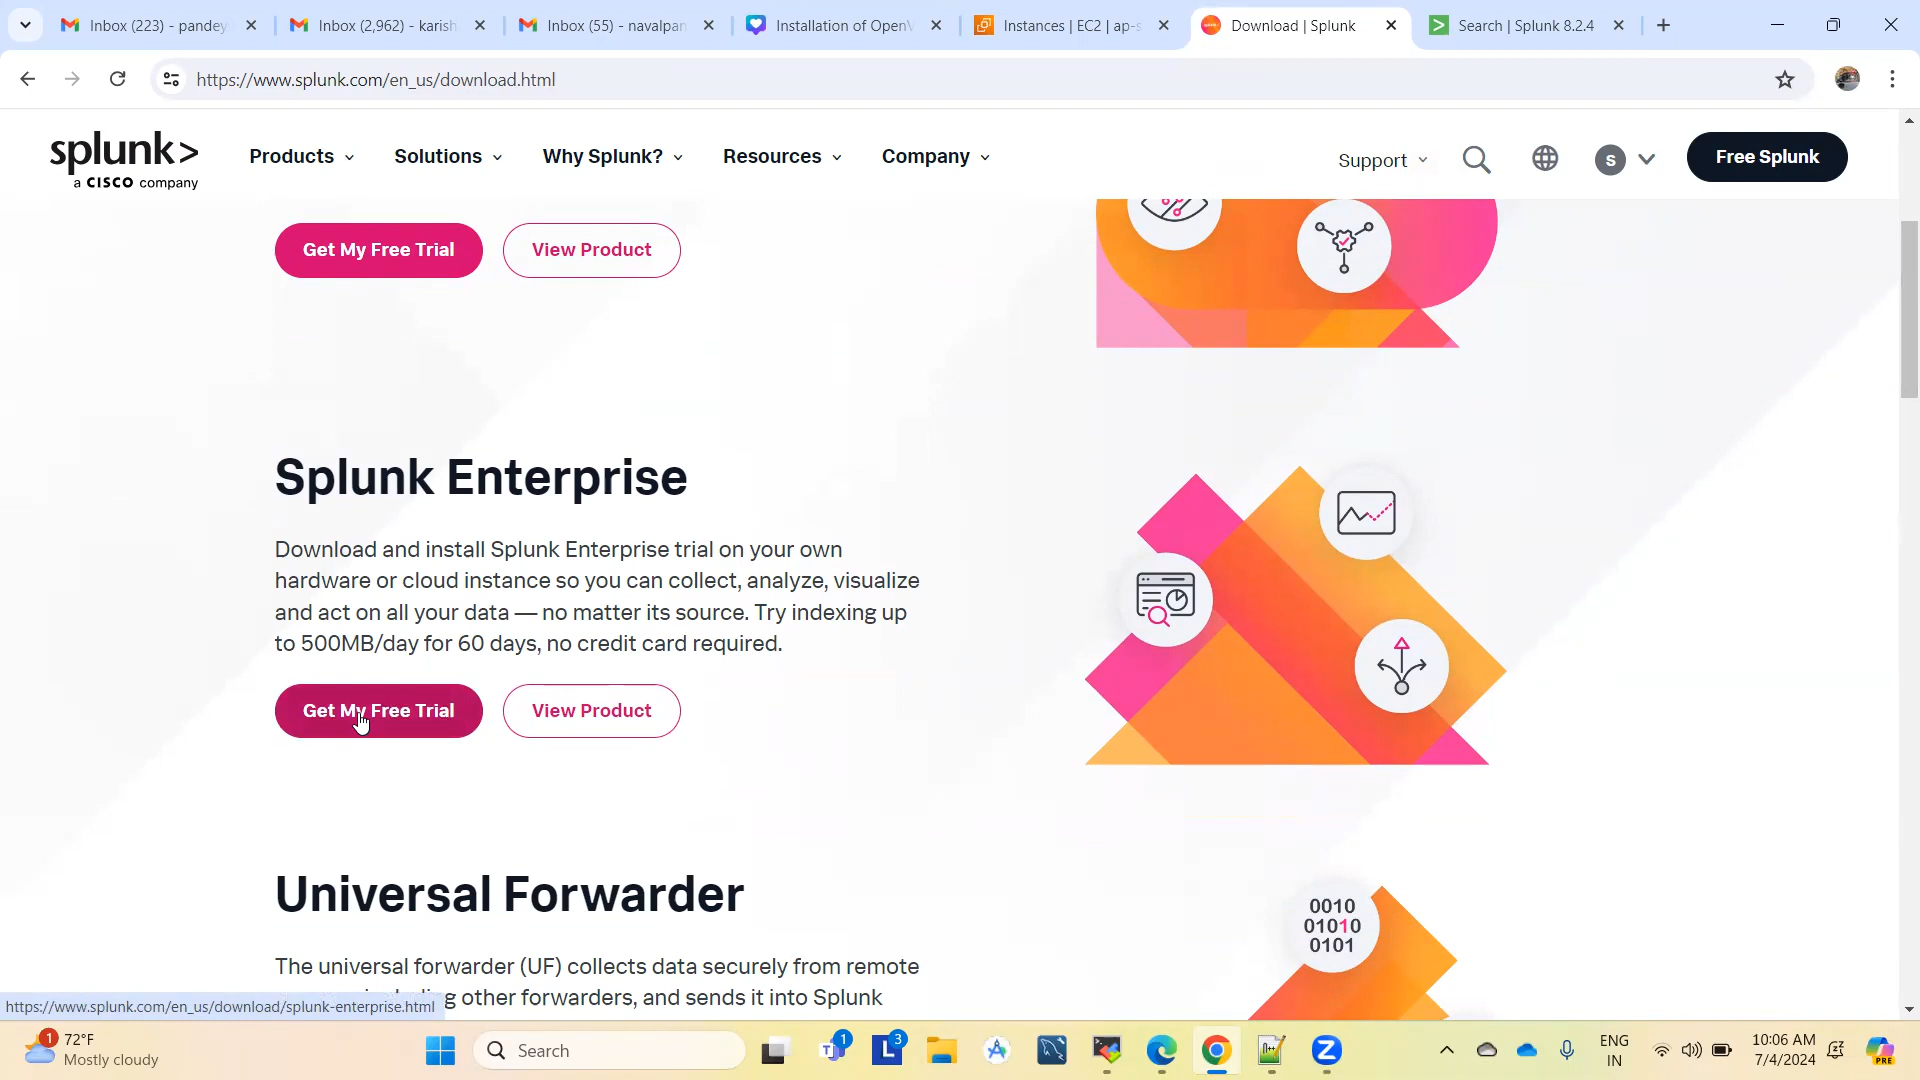 Inbox (223) - pandey
Inbox (2,962) - karish
Inbox (55) - navalpan
Installation of OpenV
Instances | EC2 | ap-s
Download | Splunk
Search | Splunk 8.2.4
https://www.splunk.com/en_us/download.html
splunk>
a CISCO company
Products
Solutions
Why Splunk?
Resources
Company
Support
S
Free Splunk
Get My Free Trial
View Product
Splunk Enterprise
Download and install Splunk Enterprise trial on your own
hardware or cloud instance so you can collect, analyze, visualize
and act on all your data — no matter its source. Try indexing up
to 500MB/day for 60 days, no credit card required.
Get My Free Trial
View Product
Universal Forwarder
0010
01010
0101
The universal forwarder (UF) collects data securely from remote
other forwarders, and sends it into Splunk
https://www.splunk.com/en_us/download/splunk-enterprise.html
1
72°F
Mostly cloudy
Search
1
L
3
ENG
IN
10:06 AM
7/4/2024
PRE